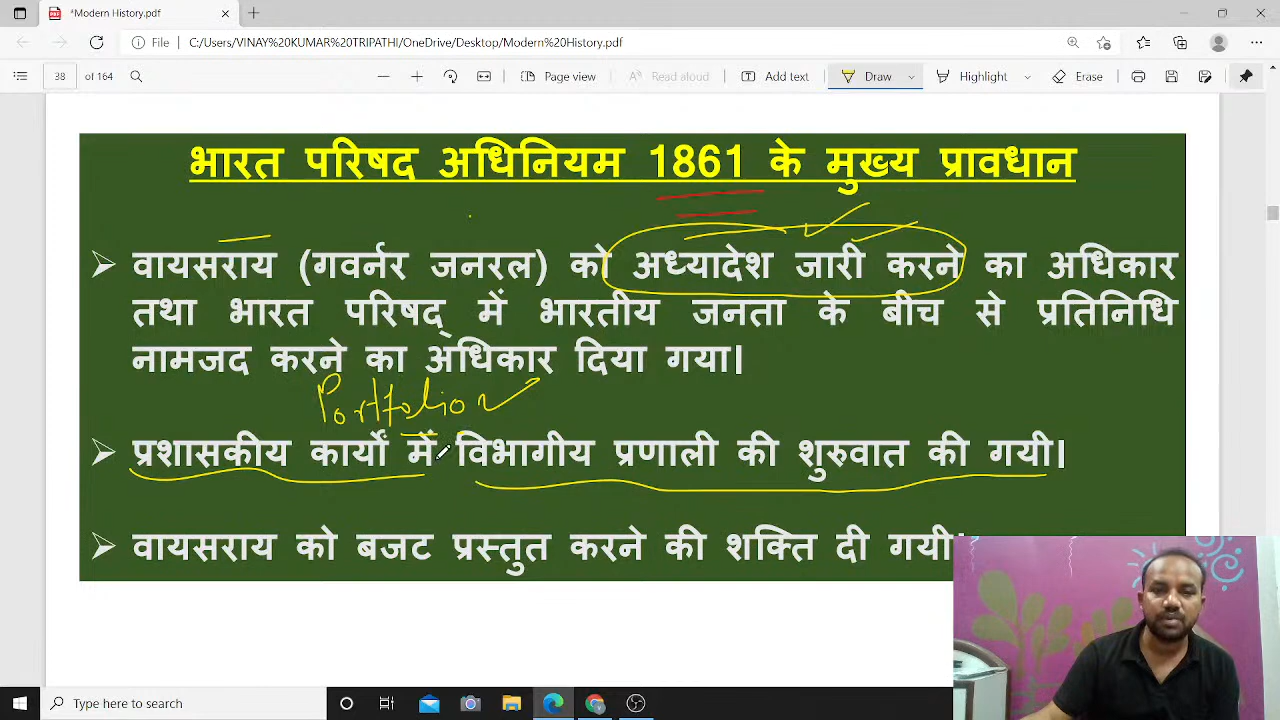 *Modern History.pdf
File
C:/Users/VINAY%20KUMAR%20TRIPATHI/OneDrive/Desktop/Modern%20History.pdf
38 of 164
Page view
Read aloud
Add text
Draw
Highlight
Erase
भारत परिषद अधिनियम 1861 के मुख्य प्रावधान
वायसराय (गवर्नर जनरल) को अध्यादेश जारी करने का अधिकार
तथा भारत परिषद् में भारतीय जनता के बीच से प्रतिनिधि
नामजद करने का अधिकार दिया गया।
Portfolio
प्रशासकीय कार्यों में विभागीय प्रणाली की शुरुवात की गयी।
वायसराय को बजट प्रस्तुत करने की शक्ति दी गयी।
Type here to search